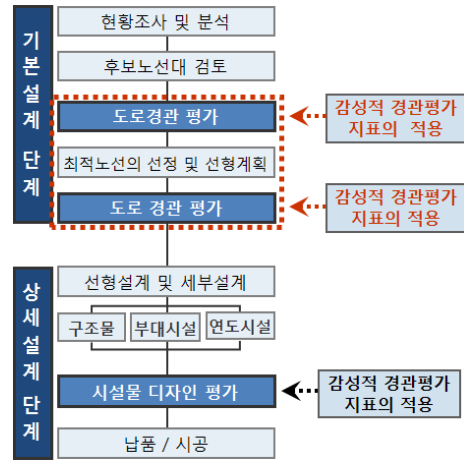 기본설계 단계
현황조사 및 분석
후보노선대 검토
도로경관 평가
감성적 경관평가
지표의 적용
최적노선의 선정 및 선형계획
도로 경관 평가
감성적 경관평가
지표의 적용
상세설계 단계
선형설계 및 세부설계
구조물 부대시설 연도시설
시설물 디자인 평가
감성적 경관평가
지표의 적용
납품 / 시공